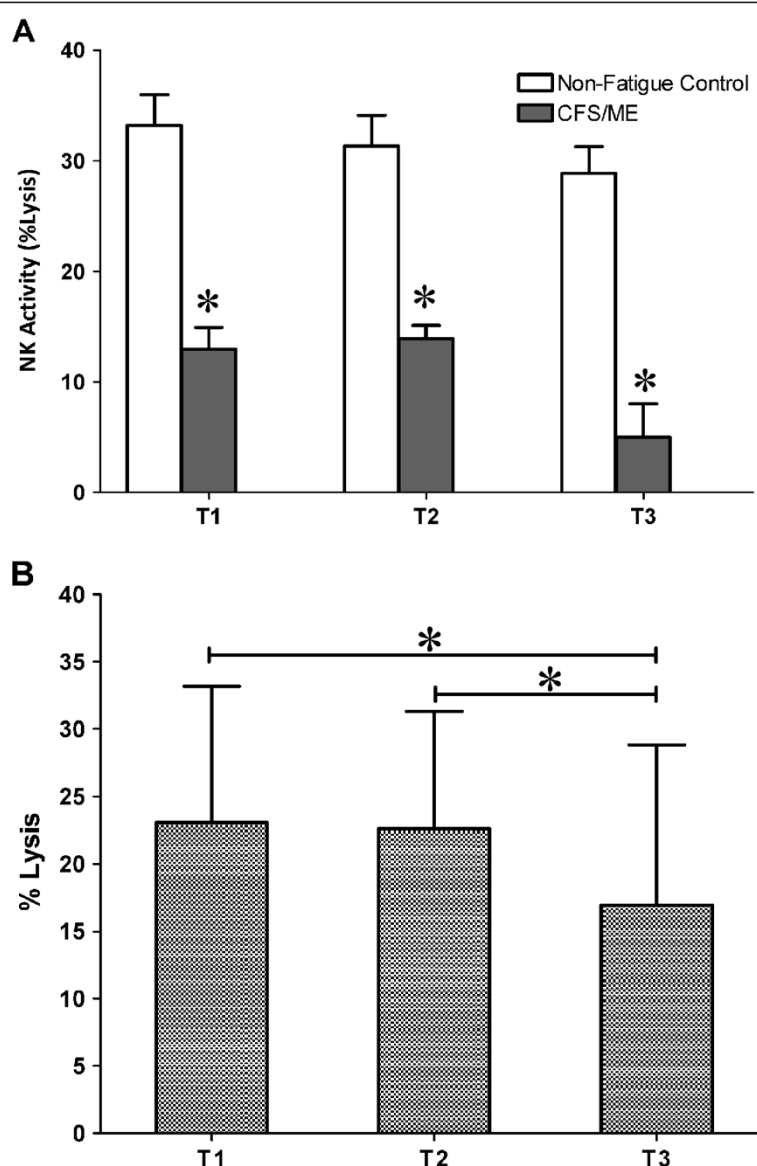 A
40
Non-Fatigue Control
CFS/ME
30
NK Activity (%Lysis)
20
*
*
10
*
0
T1 T2 T3
B
40
*
35
*
30
25
% Lysis
20
15
10
5
0
T1 T2 T3